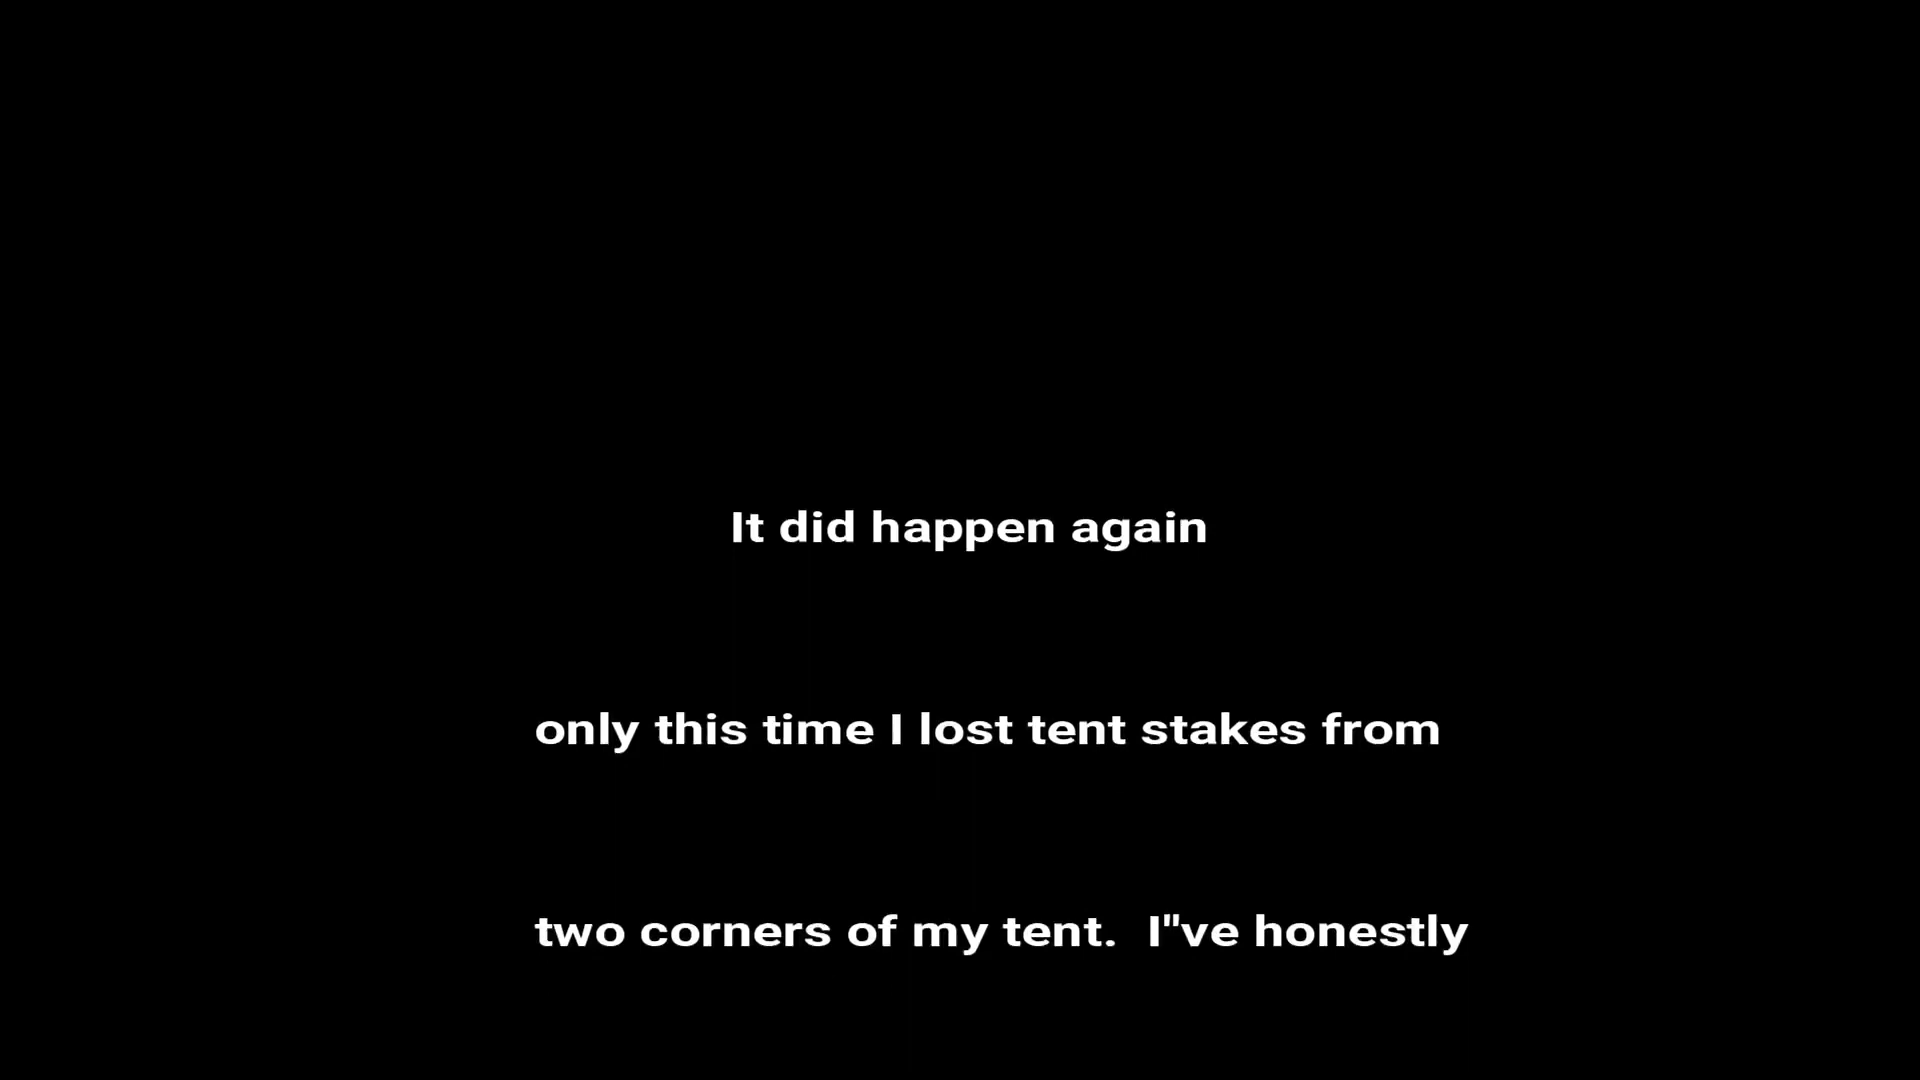 It did happen again
only this time I lost tent stakes from
two corners of my tent.  I"ve honestly